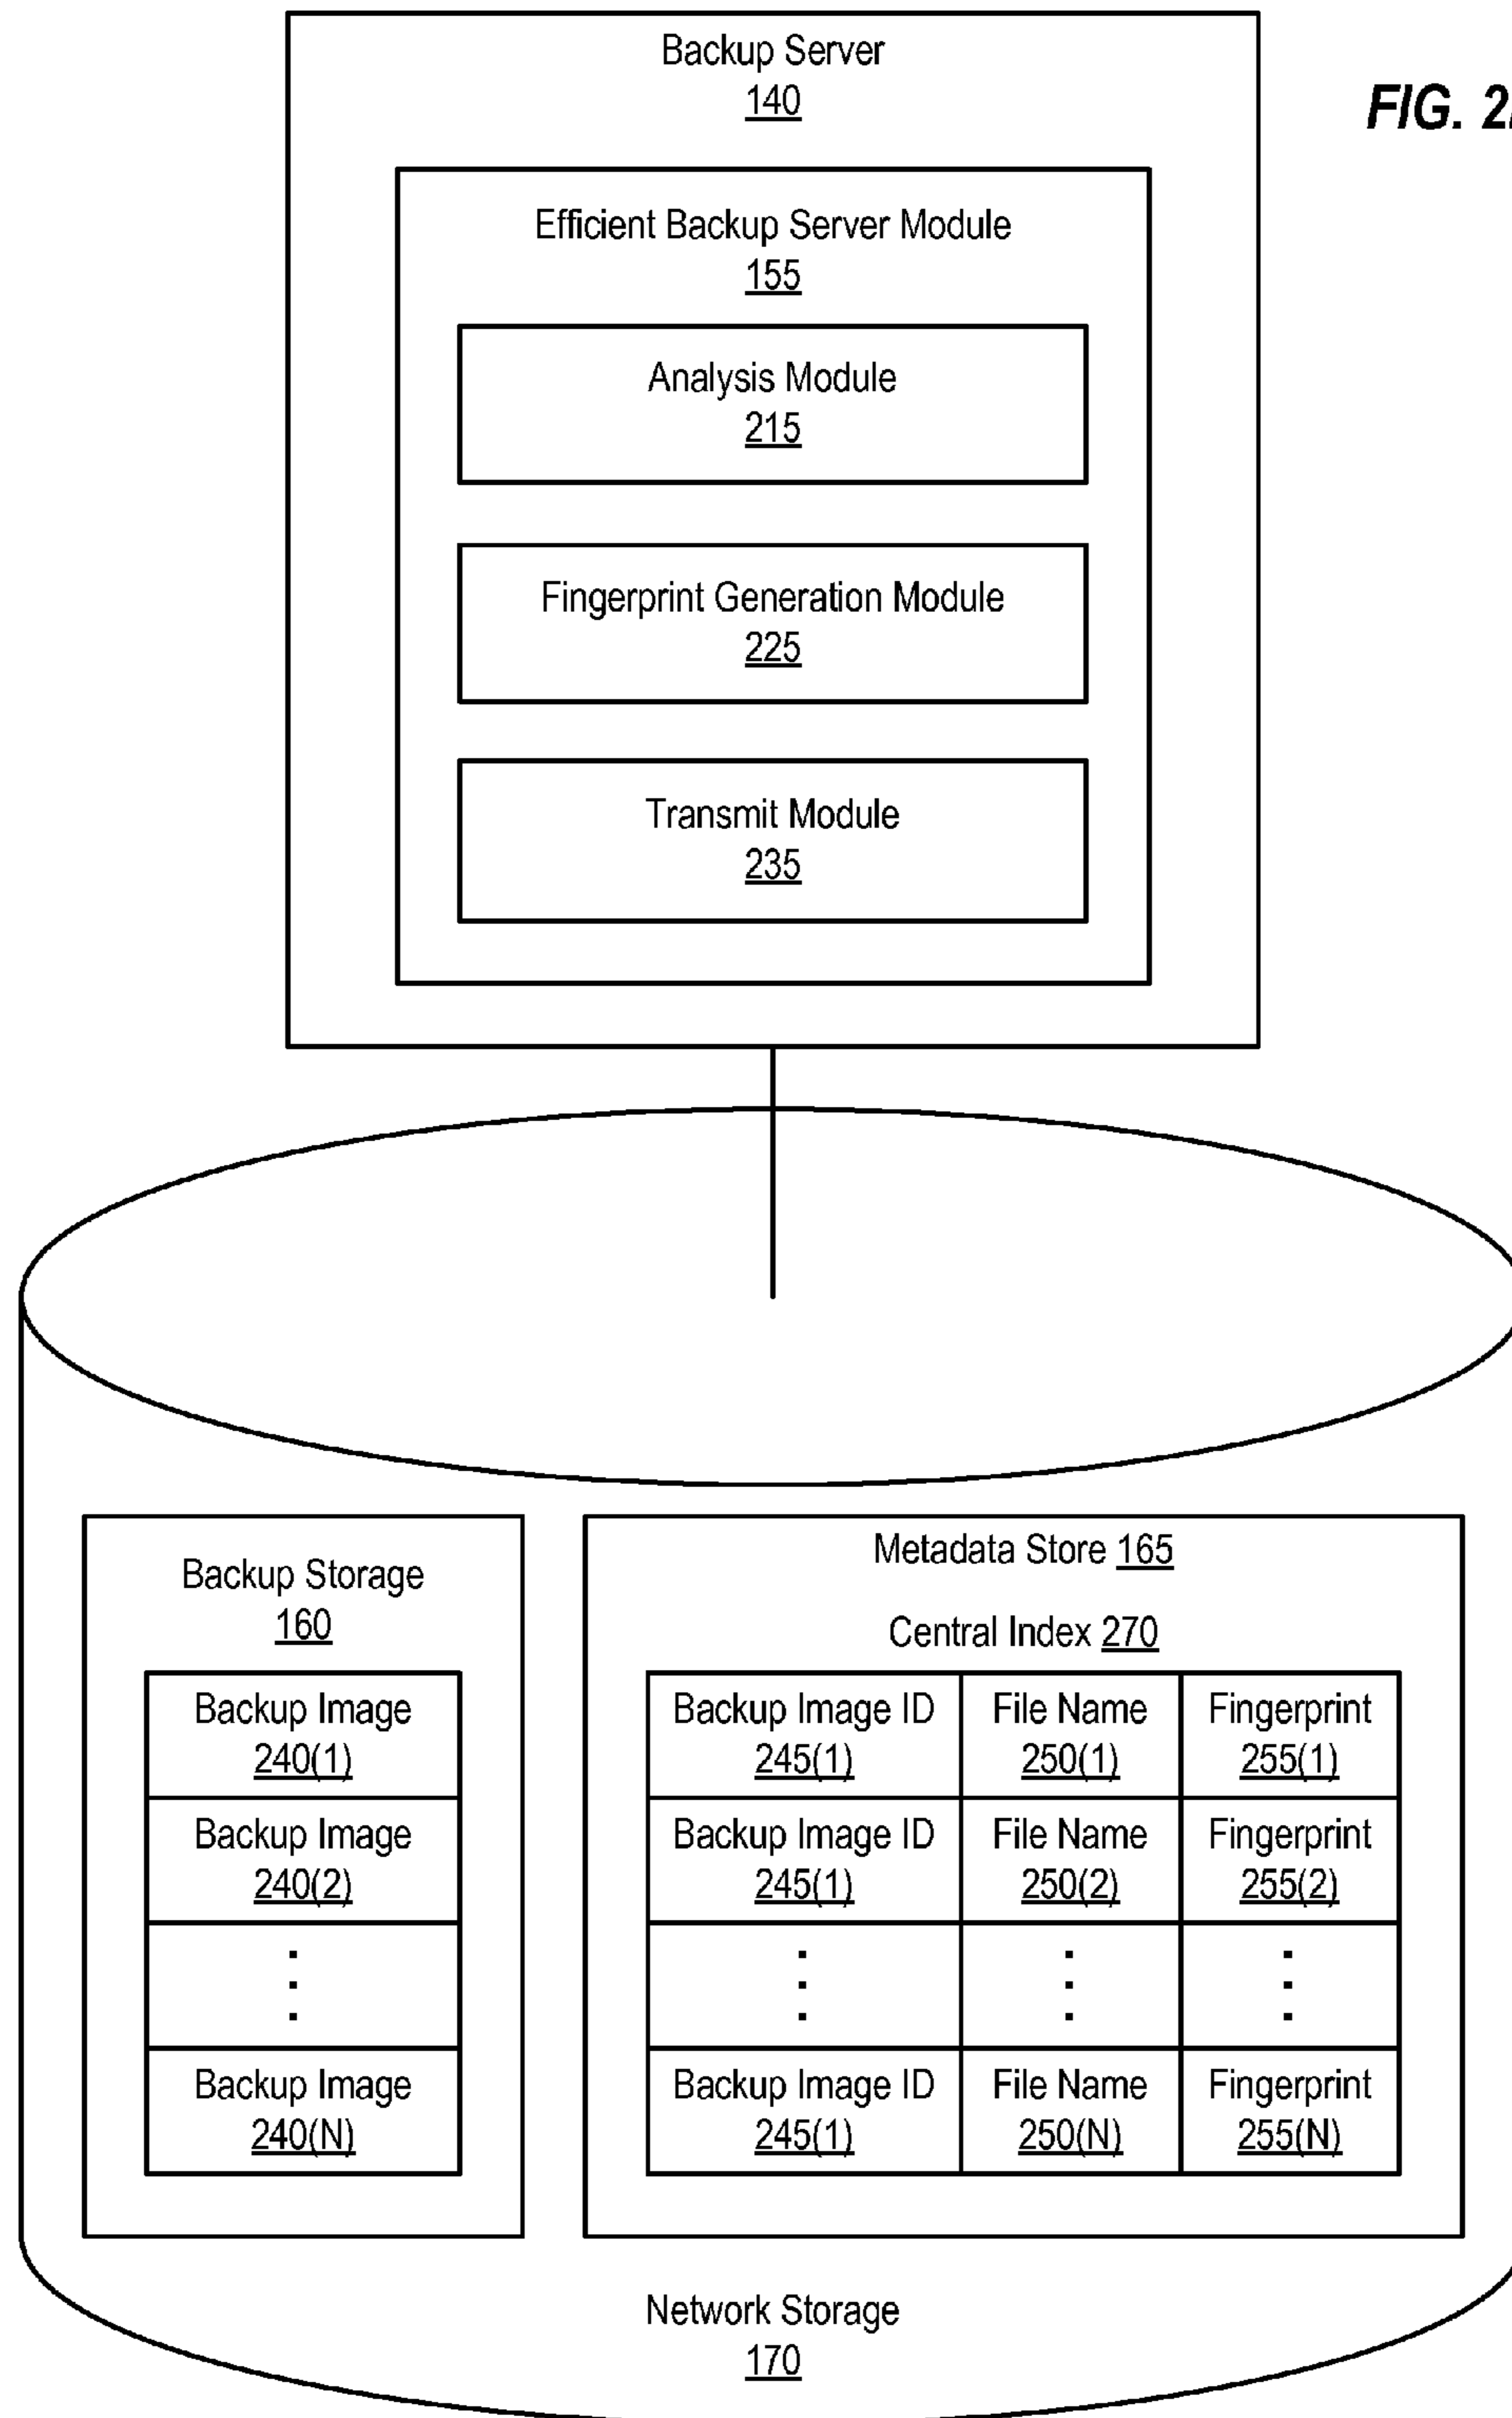 Backup Server
140
FIG. 2
Efficient Backup Server Module
155
Analysis Module
215
Fingerprint Generation Module
225
Transmit Module
235
Backup Storage
160
Backup Image
240(1)
Backup Image
240(2)
Backup Image
240(N)
Metadata Store 165
Central Index 270
Backup Image ID File Name Fingerprint
245(1) 250(1) 255(1)
Backup Image ID File Name Fingerprint
245(1) 250(2) 255(2)
Backup Image ID File Name Fingerprint
245(1) 250(N) 255(N)
Network Storage
170